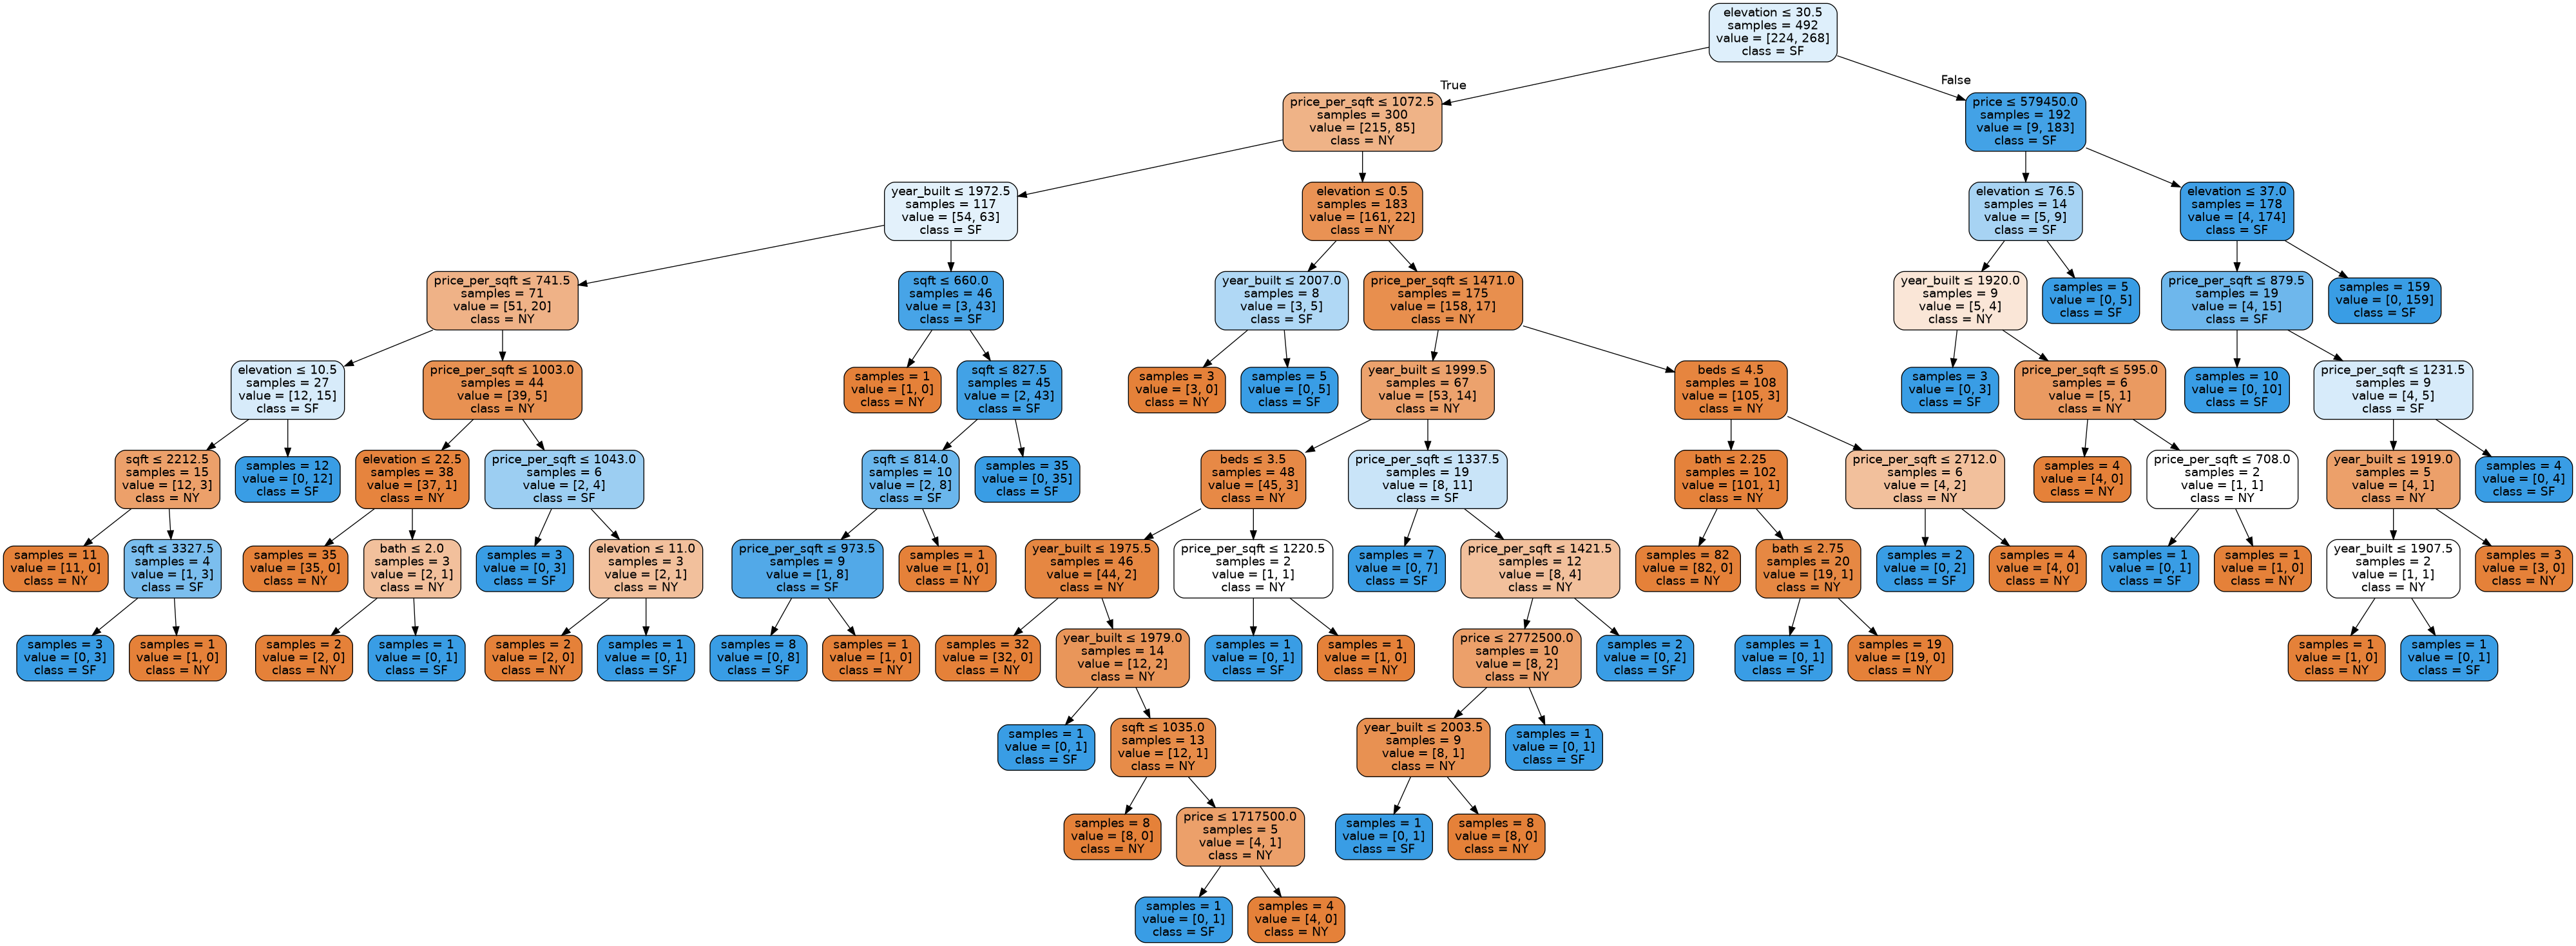 elevation ≤ 30.5
samples = 492
value = [224, 268]
class = SF
True
False
price_per_sqft ≤ 1072.5
samples = 300
value = [215, 85]
class = NY
price ≤ 579450.0
samples = 192
value = [9, 183]
class = SF
year_built ≤ 1972.5
samples = 117
value = [54, 63]
class = SF
elevation ≤ 0.5
samples = 183
value = [161, 22]
class = NY
elevation ≤ 76.5
samples = 14
value = [5, 9]
class = SF
elevation ≤ 37.0
samples = 178
value = [4, 174]
class = SF
price_per_sqft ≤ 741.5
samples = 71
value = [51, 20]
class = NY
sqft ≤ 660.0
samples = 46
value = [3, 43]
class = SF
year_built ≤ 2007.0
samples = 8
value = [3, 5]
class = SF
price_per_sqft ≤ 1471.0
samples = 175
value = [158, 17]
class = NY
year_built ≤ 1920.0
samples = 9
value = [5, 4]
class = NY
samples = 5
value = [0, 5]
class = SF
price_per_sqft ≤ 879.5
samples = 19
value = [4, 15]
class = SF
samples = 159
value = [0, 159]
class = SF
elevation ≤ 10.5
samples = 27
value = [12, 15]
class = SF
price_per_sqft ≤ 1003.0
samples = 44
value = [39, 5]
class = NY
samples = 1
value = [1, 0]
class = NY
sqft ≤ 827.5
samples = 45
value = [2, 43]
class = SF
samples = 3
value = [3, 0]
class = NY
samples = 5
value = [0, 5]
class = SF
year_built ≤ 1999.5
samples = 67
value = [53, 14]
class = NY
beds ≤ 4.5
samples = 108
value = [105, 3]
class = NY
samples = 3
value = [0, 3]
class = SF
price_per_sqft ≤ 595.0
samples = 6
value = [5, 1]
class = NY
samples = 10
value = [0, 10]
class = SF
price_per_sqft ≤ 1231.5
samples = 9
value = [4, 5]
class = SF
sqft ≤ 2212.5
samples = 15
value = [12, 3]
class = NY
samples = 12
value = [0, 12]
class = SF
elevation ≤ 22.5
samples = 38
value = [37, 1]
class = NY
price_per_sqft ≤ 1043.0
samples = 6
value = [2, 4]
class = SF
sqft ≤ 814.0
samples = 10
value = [2, 8]
class = SF
samples = 35
value = [0, 35]
class = SF
beds ≤ 3.5
samples = 48
value = [45, 3]
class = NY
price_per_sqft ≤ 1337.5
samples = 19
value = [8, 11]
class = SF
bath ≤ 2.25
samples = 102
value = [101, 1]
class = NY
price_per_sqft ≤ 2712.0
samples = 6
value = [4, 2]
class = NY
samples = 4
value = [4, 0]
class = NY
price_per_sqft ≤ 708.0
samples = 2
value = [1, 1]
class = NY
year_built ≤ 1919.0
samples = 5
value = [4, 1]
class = NY
samples = 4
value = [0, 4]
class = SF
samples = 11
value = [11, 0]
class = NY
sqft ≤ 3327.5
samples = 4
value = [1, 3]
class = SF
samples = 35
value = [35, 0]
class = NY
bath ≤ 2.0
samples = 3
value = [2, 1]
class = NY
samples = 3
value = [0, 3]
class = SF
elevation ≤ 11.0
samples = 3
value = [2, 1]
class = NY
price_per_sqft ≤ 973.5
samples = 9
value = [1, 8]
class = SF
samples = 1
value = [1, 0]
class = NY
year_built ≤ 1975.5
samples = 46
value = [44, 2]
class = NY
price_per_sqft ≤ 1220.5
samples = 2
value = [1, 1]
class = NY
samples = 7
value = [0, 7]
class = SF
price_per_sqft ≤ 1421.5
samples = 12
value = [8, 4]
class = NY
samples = 82
value = [82, 0]
class = NY
bath ≤ 2.75
samples = 20
value = [19, 1]
class = NY
samples = 2
value = [0, 2]
class = SF
samples = 4
value = [4, 0]
class = NY
samples = 1
value = [0, 1]
class = SF
samples = 1
value = [1, 0]
class = NY
year_built ≤ 1907.5
samples = 2
value = [1, 1]
class = NY
samples = 3
value = [3, 0]
class = NY
samples = 3
value = [0, 3]
class = SF
samples = 1
value = [1, 0]
class = NY
samples = 2
value = [2, 0]
class = NY
samples = 1
value = [0, 1]
class = SF
samples = 2
value = [2, 0]
class = NY
samples = 1
value = [0, 1]
class = SF
samples = 8
value = [0, 8]
class = SF
samples = 1
value = [1, 0]
class = NY
samples = 32
value = [32, 0]
class = NY
year_built ≤ 1979.0
samples = 14
value = [12, 2]
class = NY
samples = 1
value = [0, 1]
class = SF
samples = 1
value = [1, 0]
class = NY
price ≤ 2772500.0
samples = 10
value = [8, 2]
class = NY
samples = 2
value = [0, 2]
class = SF
samples = 1
value = [0, 1]
class = SF
samples = 19
value = [19, 0]
class = NY
samples = 1
value = [1, 0]
class = NY
samples = 1
value = [0, 1]
class = SF
samples = 1
value = [0, 1]
class = SF
sqft ≤ 1035.0
samples = 13
value = [12, 1]
class = NY
year_built ≤ 2003.5
samples = 9
value = [8, 1]
class = NY
samples = 1
value = [0, 1]
class = SF
samples = 8
value = [8, 0]
class = NY
price ≤ 1717500.0
samples = 5
value = [4, 1]
class = NY
samples = 1
value = [0, 1]
class = SF
samples = 8
value = [8, 0]
class = NY
samples = 1
value = [0, 1]
class = SF
samples = 4
value = [4, 0]
class = NY